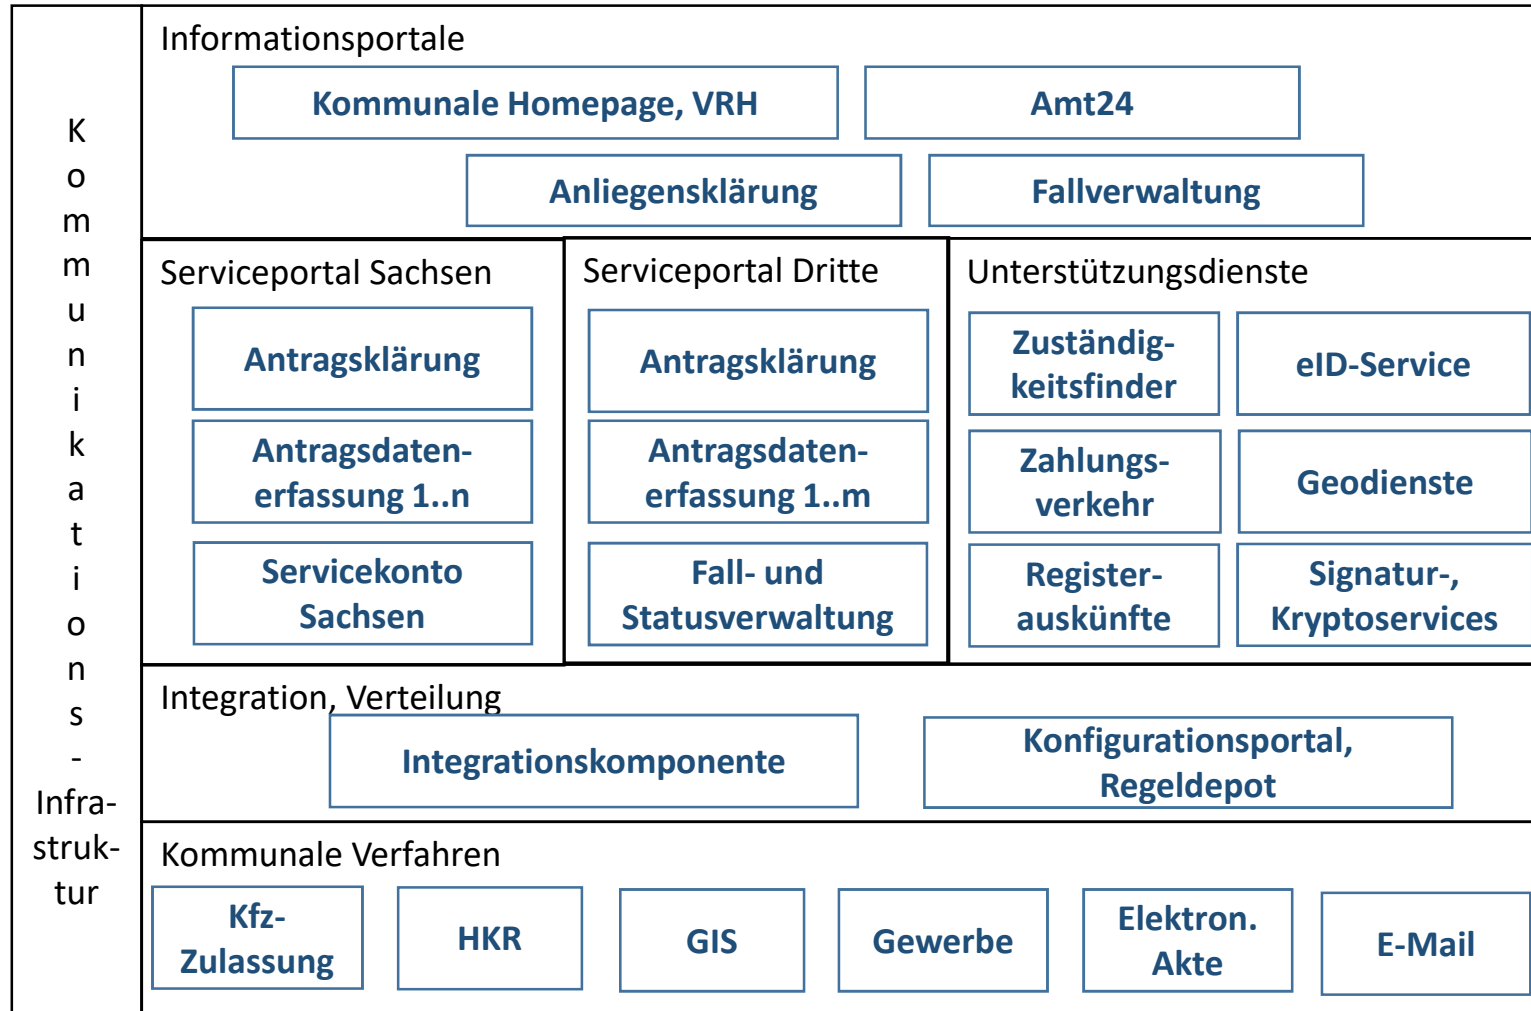 K
o
m
m
u
n
i
k
a
t
i
o
n
s
-
Infra-
struk-
tur
Informationsportale
Kommunale Homepage, VRH
Amt24
Anliegensklärung
Fallverwaltung
Serviceportal Sachsen
Antragsklärung
Antragsdaten-
erfassung 1..n
Servicekonto
Sachsen
Serviceportal Dritte
Antragsklärung
Antragsdaten-
erfassung 1..m
Fall- und
Statusverwaltung
Unterstützungsdienste
Zuständig-
keitsfinder
eID-Service
Zahlungs-
verkehr
Geodienste
Register-
auskünfte
Signatur-,
Kryptoservices
Integration, Verteilung
Integrationskomponente
Konfigurationsportal,
Regeldepot
Kommunale Verfahren
Kfz-
Zulassung
HKR
GIS
Gewerbe
Elektron.
Akte
E-Mail